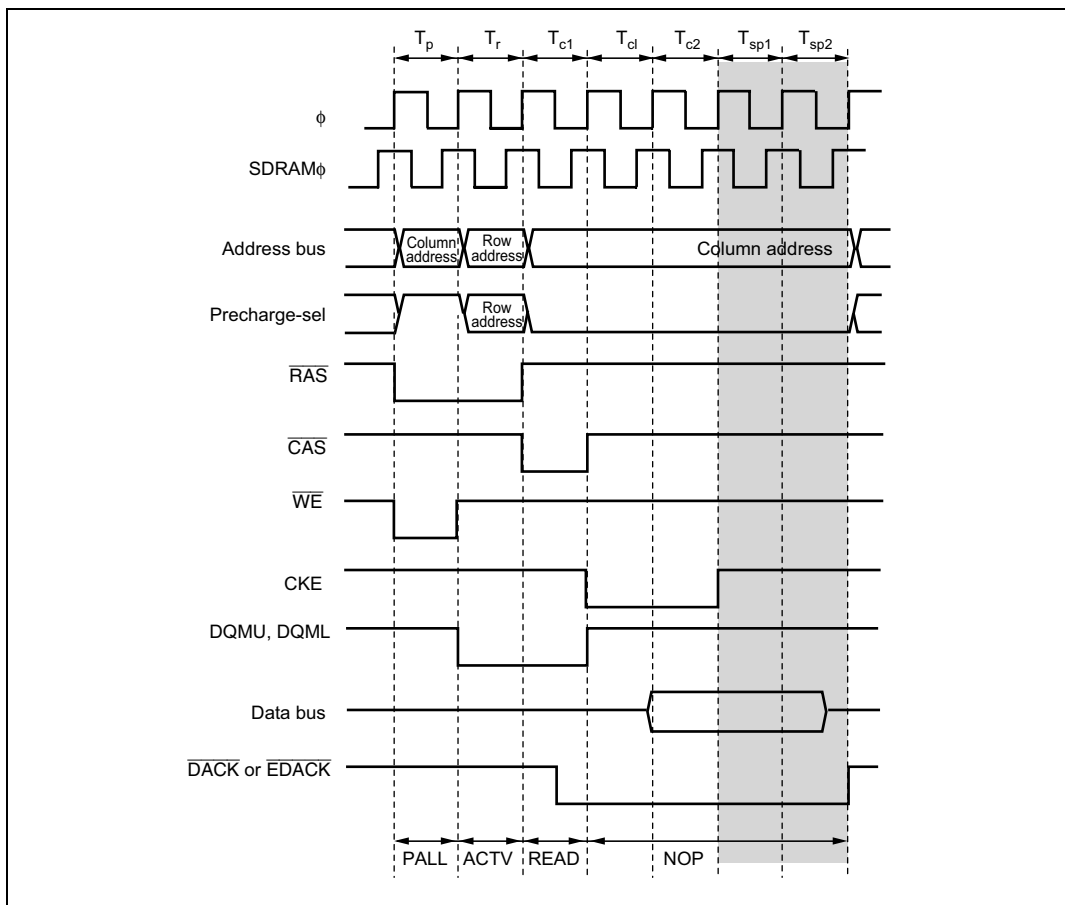 Tp Tr Tc1 Tcl Tc2 Tsp1 Tsp2
ϕ
SDRAMϕ
Address bus
Column address
Row address
Column address
Precharge-sel
Row address
RAS
CAS
WE
CKE
DQMU, DQML
Data bus
DACK or EDACK
PALL ACTV READ NOP